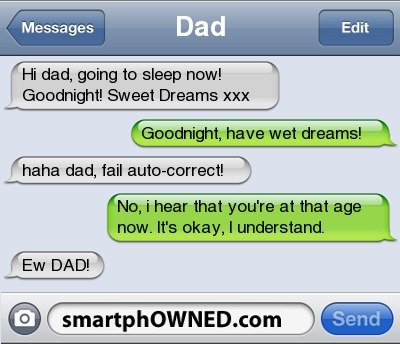 Messages
Dad
Edit
Hi dad, going to sleep now!
Goodnight! Sweet Dreams xxx
Goodnight, have wet dreams!
haha dad, fail auto-correct!
No, i hear that you're at that age
now. It's okay, I understand.
Ew DAD!
smartphOWNED.com
Send